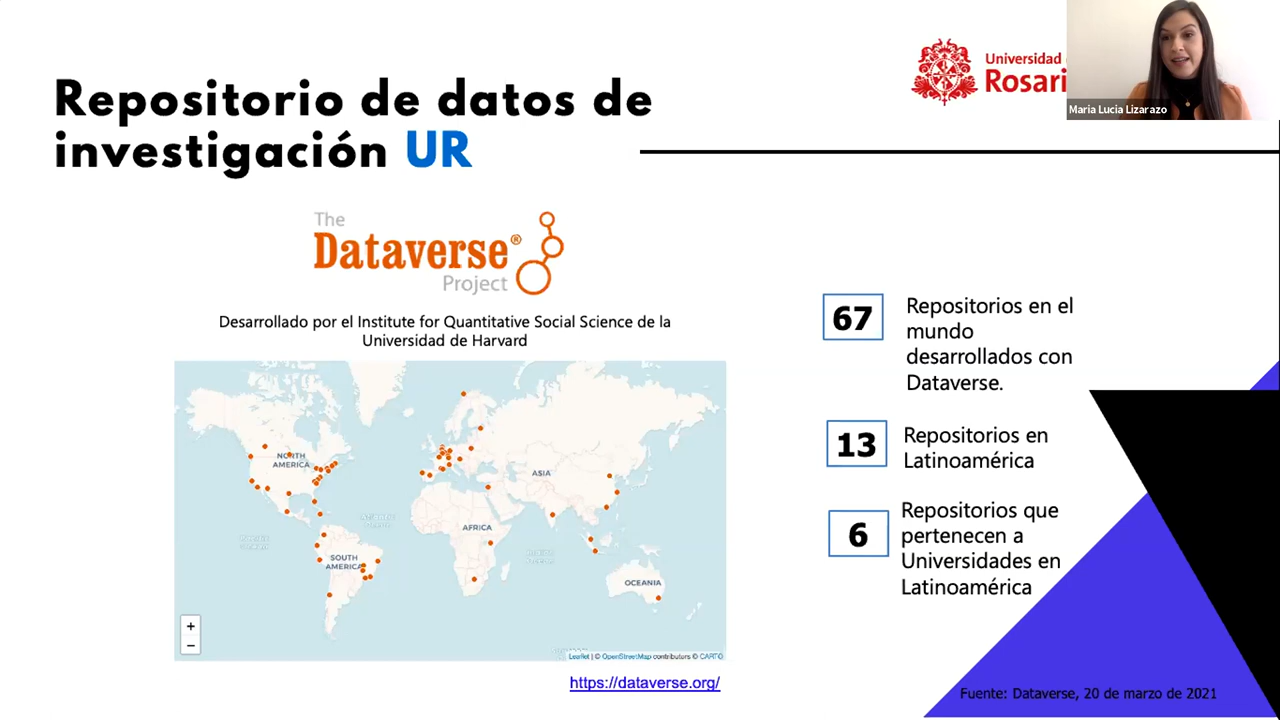 Repositorio de datos de
investigación UR
Universidad
Rosari
Maria Lucia Lizarazo
The
Dataverse®
Project
Desarrollado por el Institute for Quantitative Social Science de la
Universidad de Harvard
67
Repositorios en el
mundo
desarrollados con
Dataverse.
13
Repositorios en
Latinoamérica
6
Repositorios que
pertenecen a
Universidades en
Latinoamérica
NORTH
AMERICA
ASIA
AFRICA
SOUTH
AMERICA
OCEANIA
+
−
Leaflet | © OpenStreetMap contributors © CARTO
https://dataverse.org/
Fuente: Dataverse, 20 de marzo de 2021